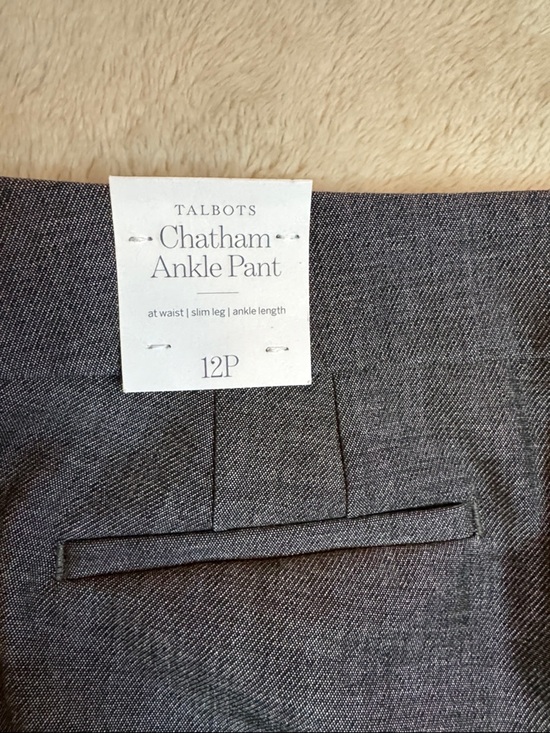 TALBOTS
Chatham
Ankle Pant
at waist | slim leg | ankle length
12P